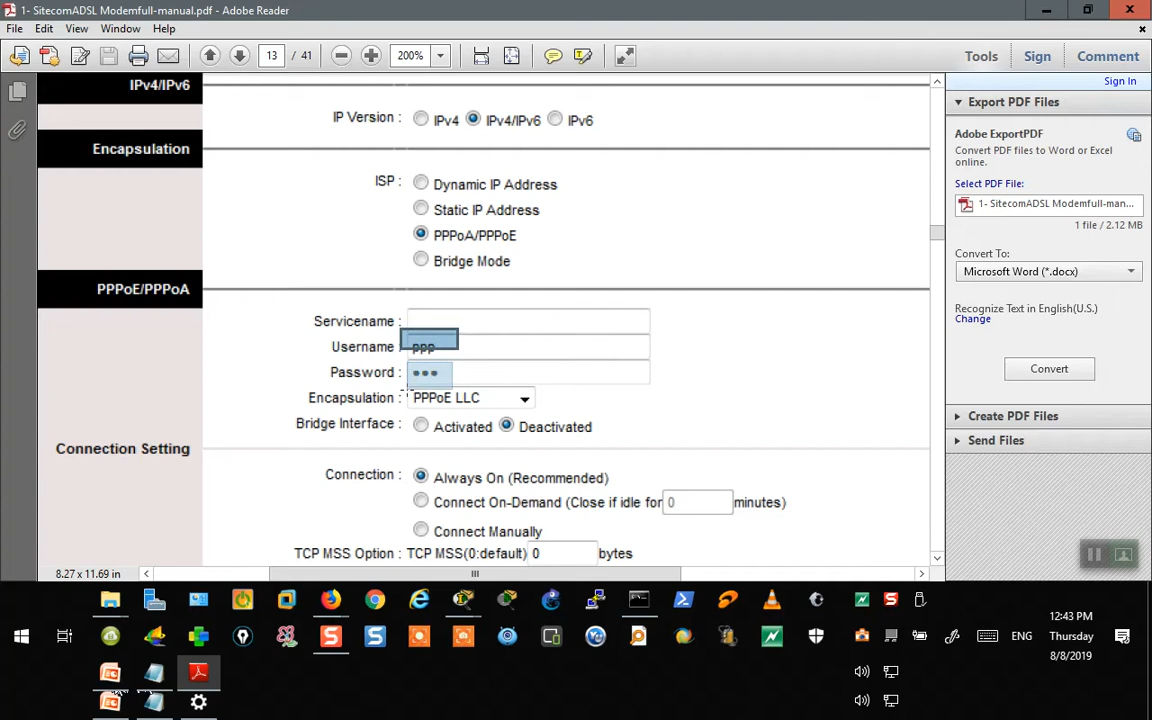 1- SitecomADSL Modemfull-manual.pdf - Adobe Reader
File Edit View Window Help
13 / 41 200% Tools Sign Comment
Sign In
IPv4/IPv6
IP Version : IPv4 IPv4/IPv6 IPv6
Encapsulation
ISP : Dynamic IP Address
Static IP Address
PPPoA/PPPoE
Bridge Mode
PPPoE/PPPoA
Servicename :
Username : ppp
Password : •••
Encapsulation : PPPoE LLC
Bridge Interface : Activated Deactivated
Connection Setting
Connection : Always On (Recommended)
Connect On-Demand (Close if idle for 0 minutes)
Connect Manually
TCP MSS Option : TCP MSS(0:default) 0 bytes
8.27 x 11.69 in
Export PDF Files
Adobe ExportPDF
Convert PDF files to Word or Excel
online.
Select PDF File:
1- SitecomADSL Modemfull-man...
1 file / 2.12 MB
Convert To:
Microsoft Word (*.docx)
Recognize Text in English(U.S.)
Change
Convert
Create PDF Files
Send Files
12:43 PM
ENG Thursday
8/8/2019